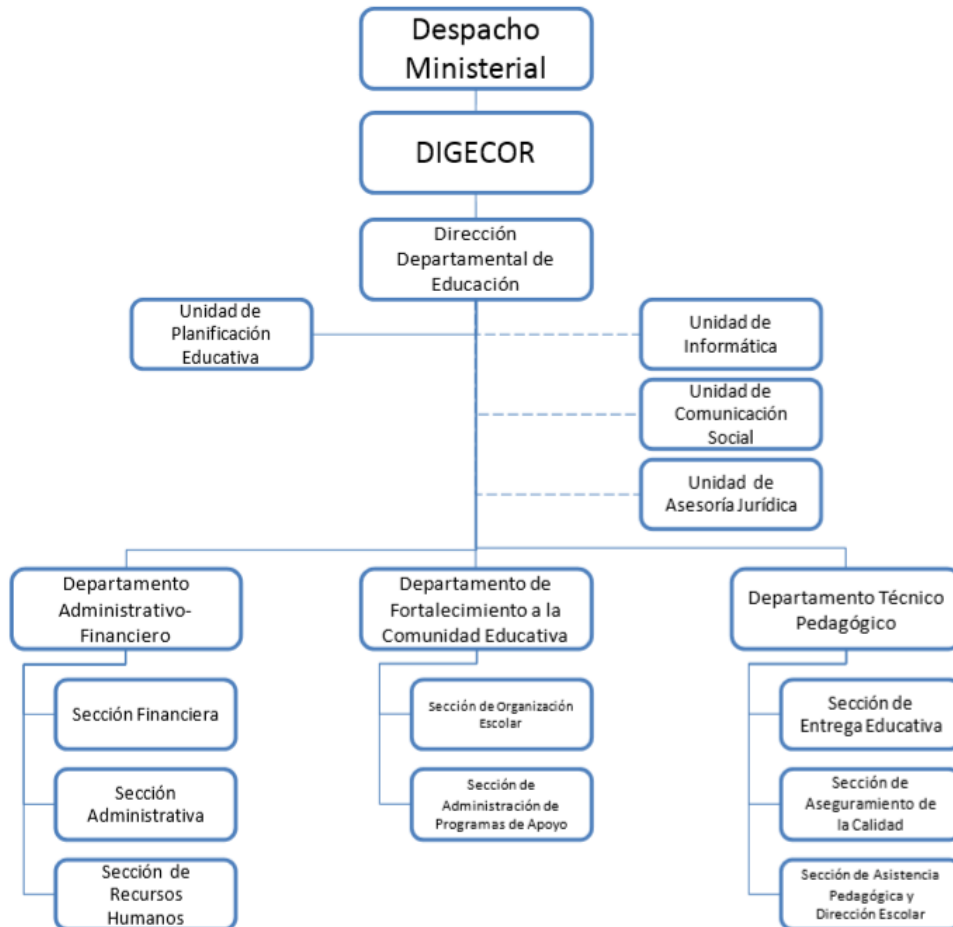 Despacho
Ministerial
DIGECOR
Dirección
Departamental de
Educación
Unidad de
Planificación
Educativa
Unidad de
Informática
Unidad de
Comunicación
Social
Unidad de
Asesoría Jurídica
Departamento
Administrativo-
Financiero
Sección Financiera
Sección
Administrativa
Sección de
Recursos
Humanos
Departamento de
Fortalecimiento a la
Comunidad Educativa
Sección de Organización
Escolar
Sección de
Administración de
Programas de Apoyo
Departamento Técnico
Pedagógico
Sección de
Entrega Educativa
Sección de
Aseguramiento de
la Calidad
Sección de Asistencia
Pedagógica y
Dirección Escolar